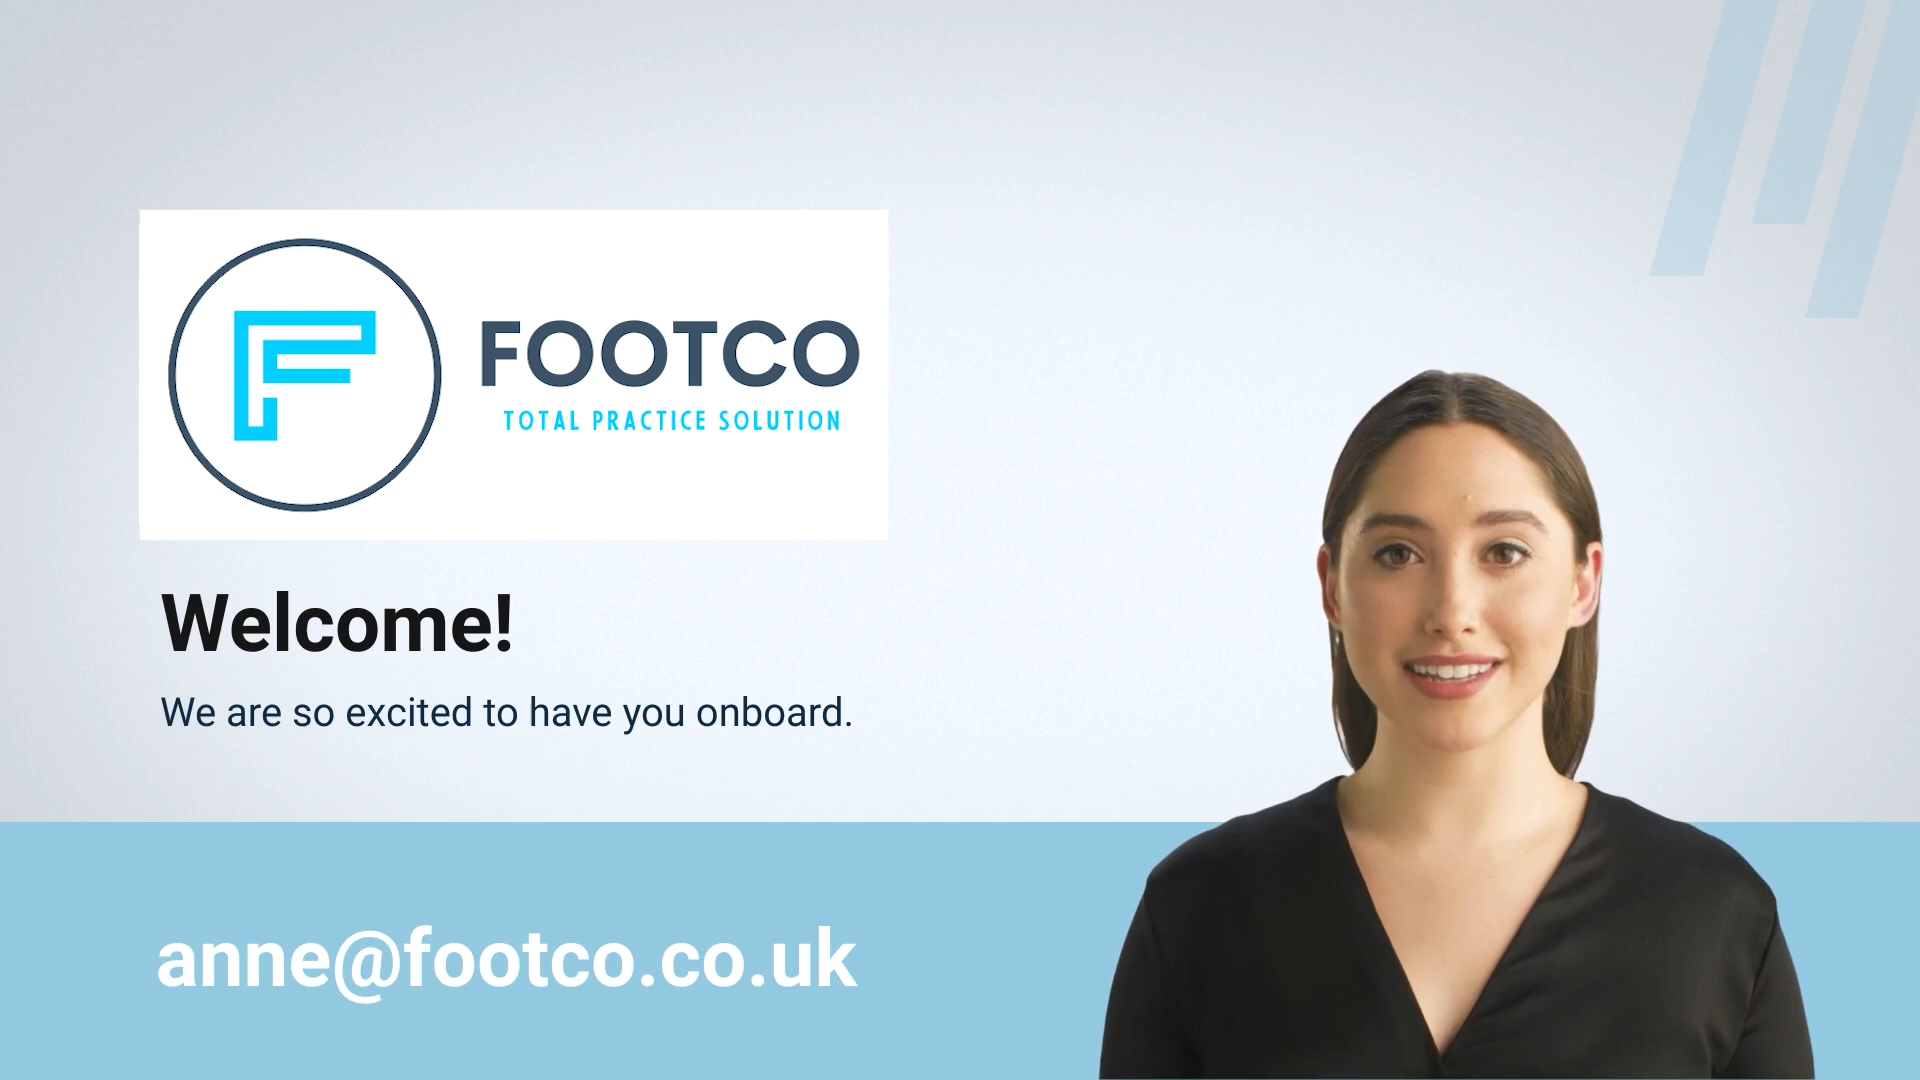 FOOTCO
TOTAL PRACTICE SOLUTION
Welcome!
We are so excited to have you onboard.
anne@footco.co.uk